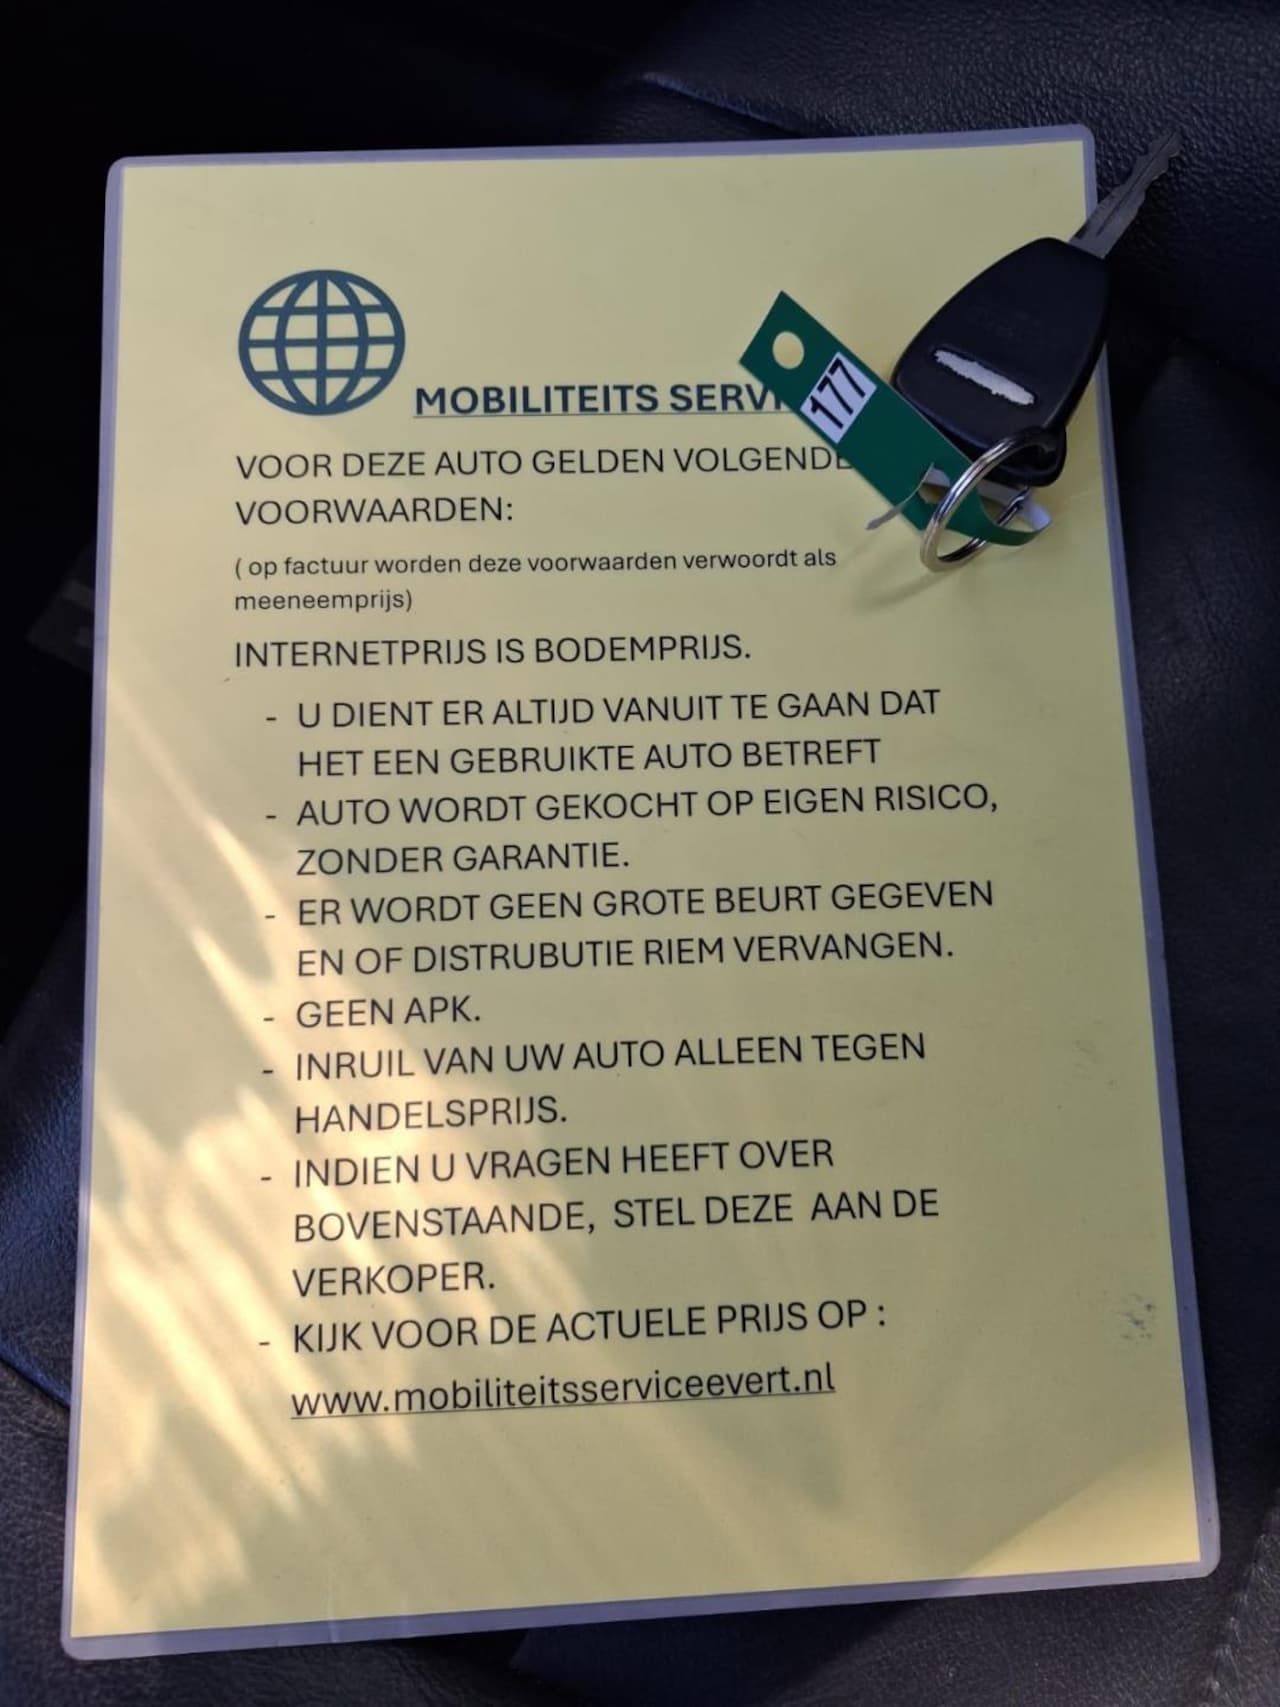 MOBILITEITS
177
VOOR DEZE AUTO GELDEN VOLGENDE
VOORWAARDEN:
( op factuur worden deze voorwaarden verwoordt als
meeneemprijs)
INTERNETPRIJS IS BODEMPRIJS.
- U DIENT ER ALTIJD VANUIT TE GAAN DAT
HET EEN GEBRUIKTE AUTO BETREFT
- AUTO WORDT GEKOCHT OP EIGEN RISICO,
ZONDER GARANTIE.
- ER WORDT GEEN GROTE BEURT GEGEVEN
EN OF DISTRUBUTIE RIEM VERVANGEN.
- GEEN APK.
- INRUIL VAN UW AUTO ALLEEN TEGEN
HANDELSPRIJS.
- INDIEN U VRAGEN HEEFT OVER
BOVENSTAANDE, STEL DEZE AAN DE
VERKOPER.
- KIJK VOOR DE ACTUELE PRIJS OP :
www.mobiliteitsserviceevert.nl